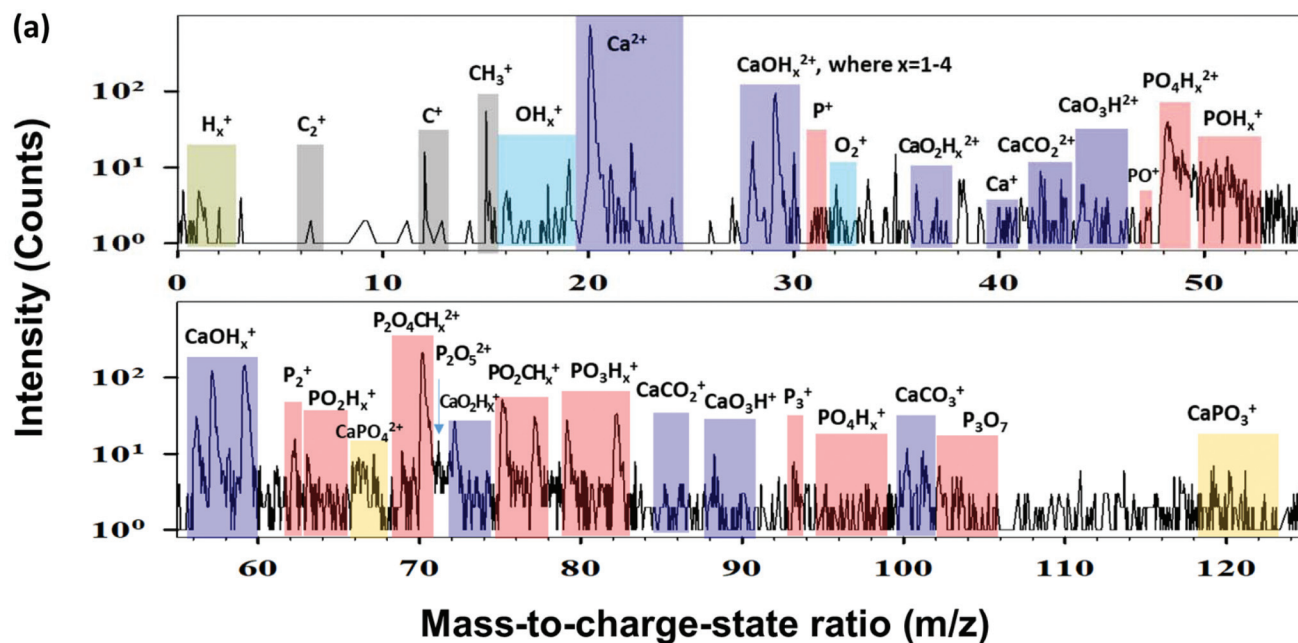 (a)
Intensity (Counts)
10² 10¹ 10⁰
Hₓ⁺ C₂⁺ C⁺ CH₃⁺ OHₓ⁺ Ca²⁺ CaOHₓ²⁺, where x=1-4 P⁺ O₂⁺ CaO₂Hₓ²⁺ Ca⁺ CaCO₂²⁺ CaO₃H²⁺ PO⁺ PO₄Hₓ²⁺ POHₓ⁺
0 10 20 30 40 50
10² 10¹ 10⁰
CaOHₓ⁺ P₂⁺ PO₂Hₓ⁺ CaPO₄²⁺ P₂O₄CHₓ²⁺ P₂O₅²⁺ CaO₂Hₓ⁺ PO₂CHₓ⁺ PO₃Hₓ⁺ CaCO₂⁺ CaO₃H⁺ P₃⁺ PO₄Hₓ⁺ CaCO₃⁺ P₃O₇ CaPO₃⁺
60 70 80 90 100 110 120
Mass-to-charge-state ratio (m/z)